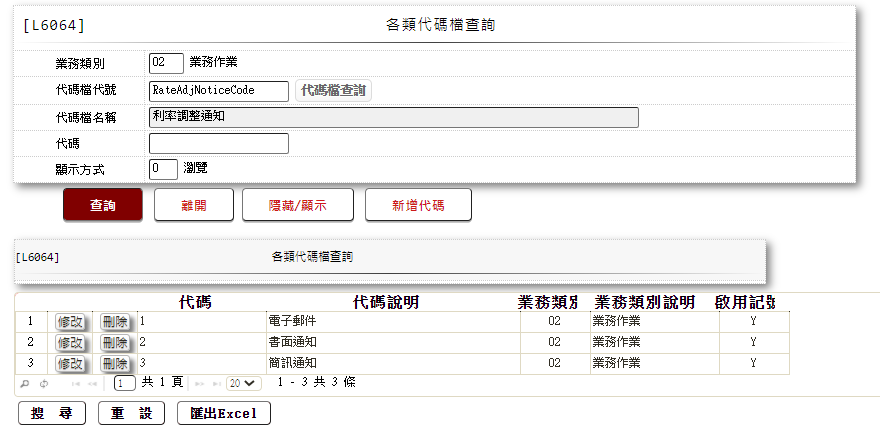 [L6064] 各類代碼檔查詢
業務類別 02 業務作業
代碼檔代號 RateAdjNoticeCode 代碼檔查詢
代碼檔名稱 利率調整通知
代碼
顯示方式 0 瀏覽
查詢 離開 隱藏/顯示 新增代碼
[L6064] 各類代碼檔查詢
代碼 代碼說明 業務類別 業務類別說明 啟用記號
1 修改 刪除 1 電子郵件 02 業務作業 Y
2 修改 刪除 2 書面通知 02 業務作業 Y
3 修改 刪除 3 簡訊通知 02 業務作業 Y
1 共 1 頁 20 1 - 3 共 3 條
搜 尋 重 設 匯出Excel